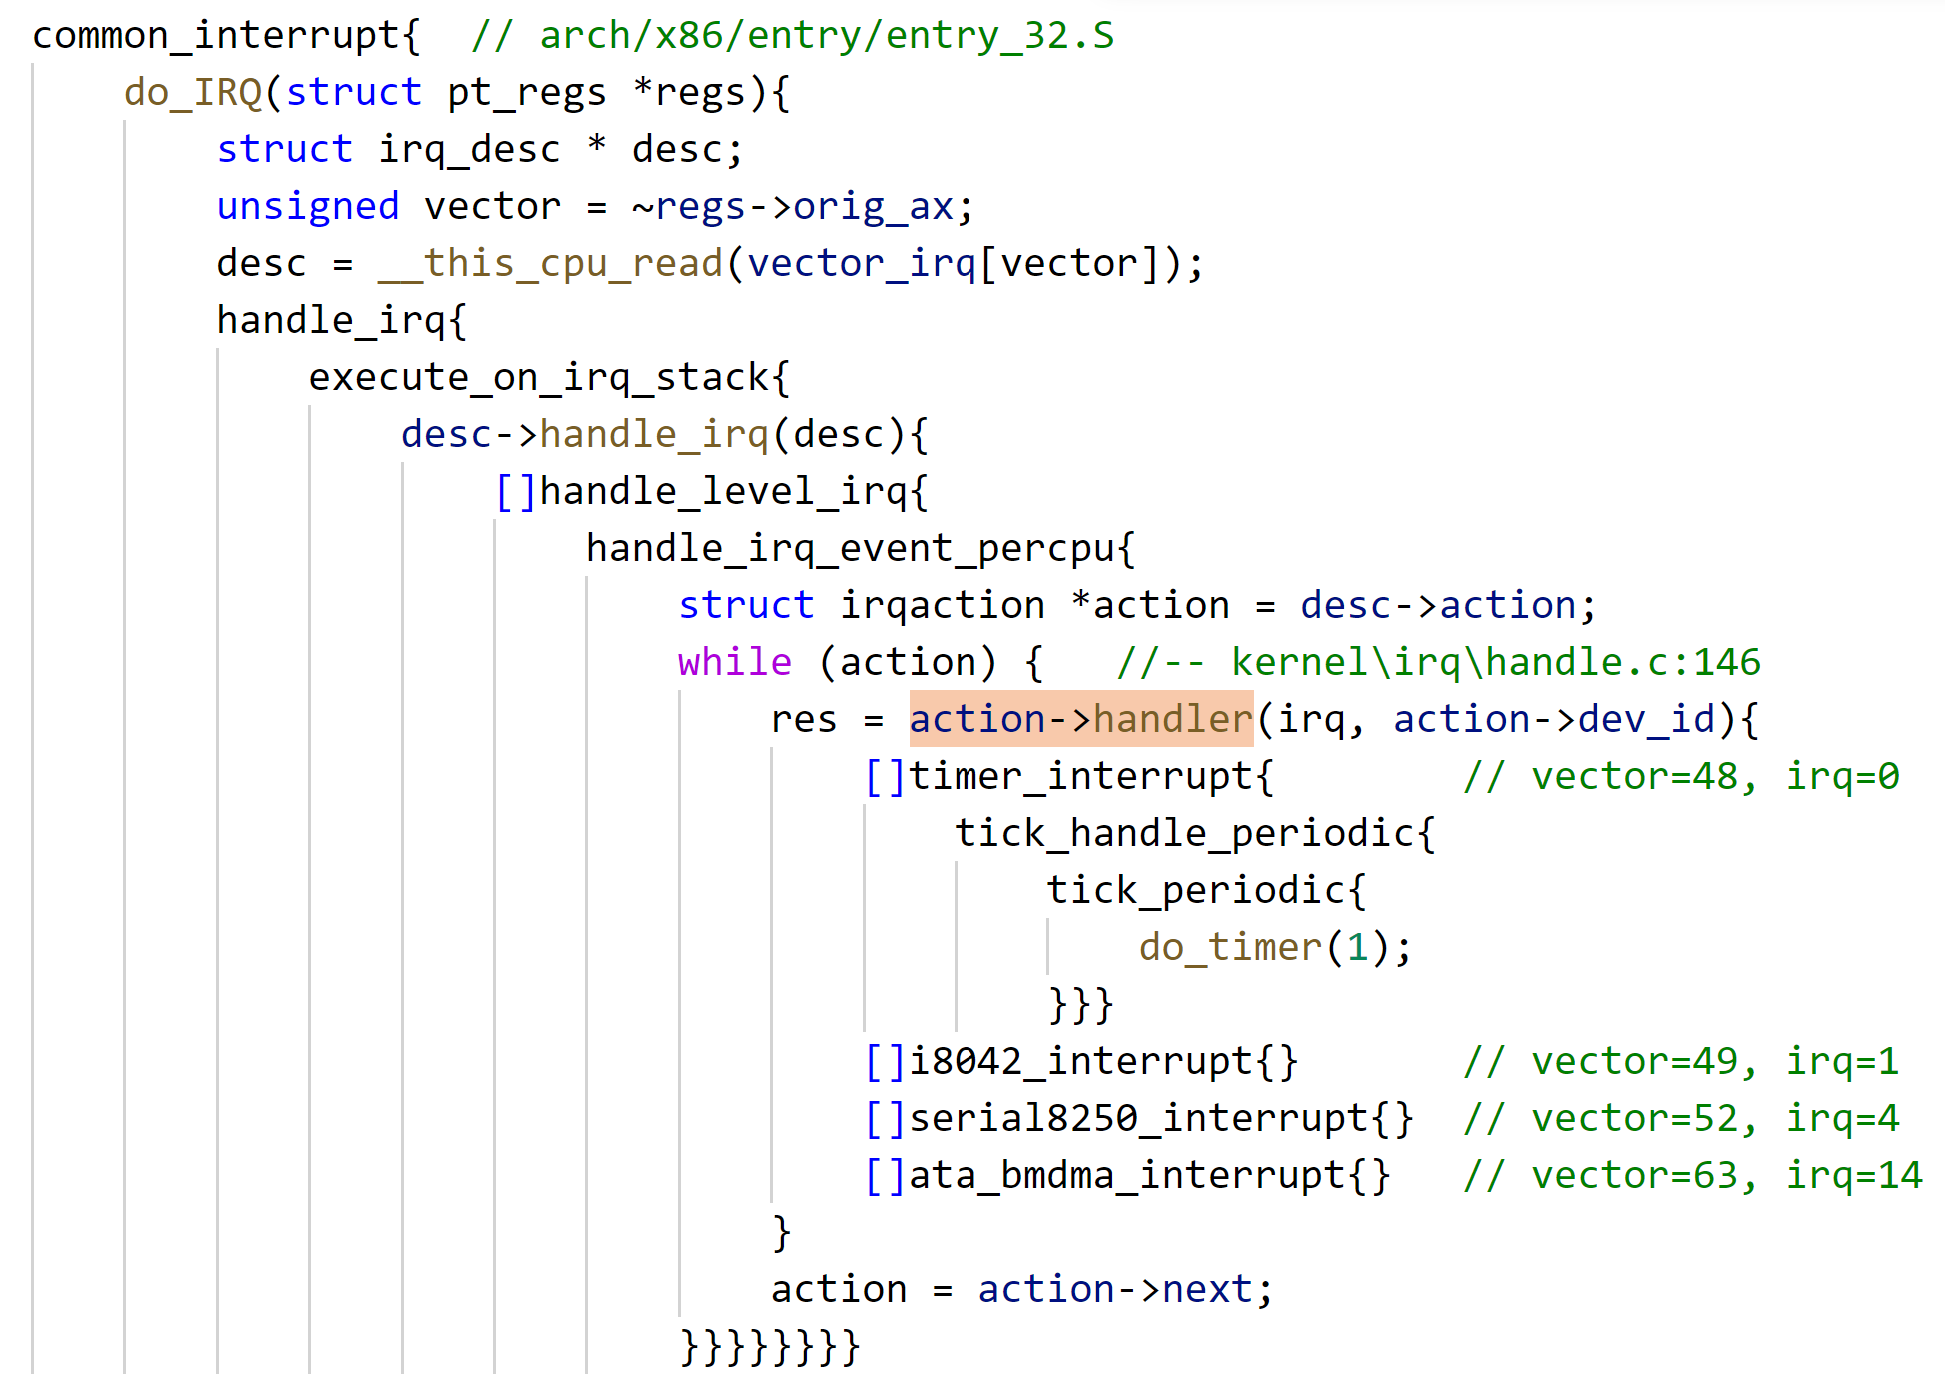 common_interrupt{  // arch/x86/entry/entry_32.S
    do_IRQ(struct pt_regs *regs){
        struct irq_desc * desc;
        unsigned vector = ~regs->orig_ax;
        desc = __this_cpu_read(vector_irq[vector]);
        handle_irq{
            execute_on_irq_stack{
                desc->handle_irq(desc){
                    []handle_level_irq{
                        handle_irq_event_percpu{
                            struct irqaction *action = desc->action;
                            while (action) {   //-- kernel\irq\handle.c:146
                                res = action->handler(irq, action->dev_id){
                                    []timer_interrupt{        // vector=48, irq=0
                                        tick_handle_periodic{
                                            tick_periodic{
                                                do_timer(1);
                                            }}}
                                    []i8042_interrupt{}       // vector=49, irq=1
                                    []serial8250_interrupt{}  // vector=52, irq=4
                                    []ata_bmdma_interrupt{}   // vector=63, irq=14
                                }
                                action = action->next;
                            }}}}}}}}